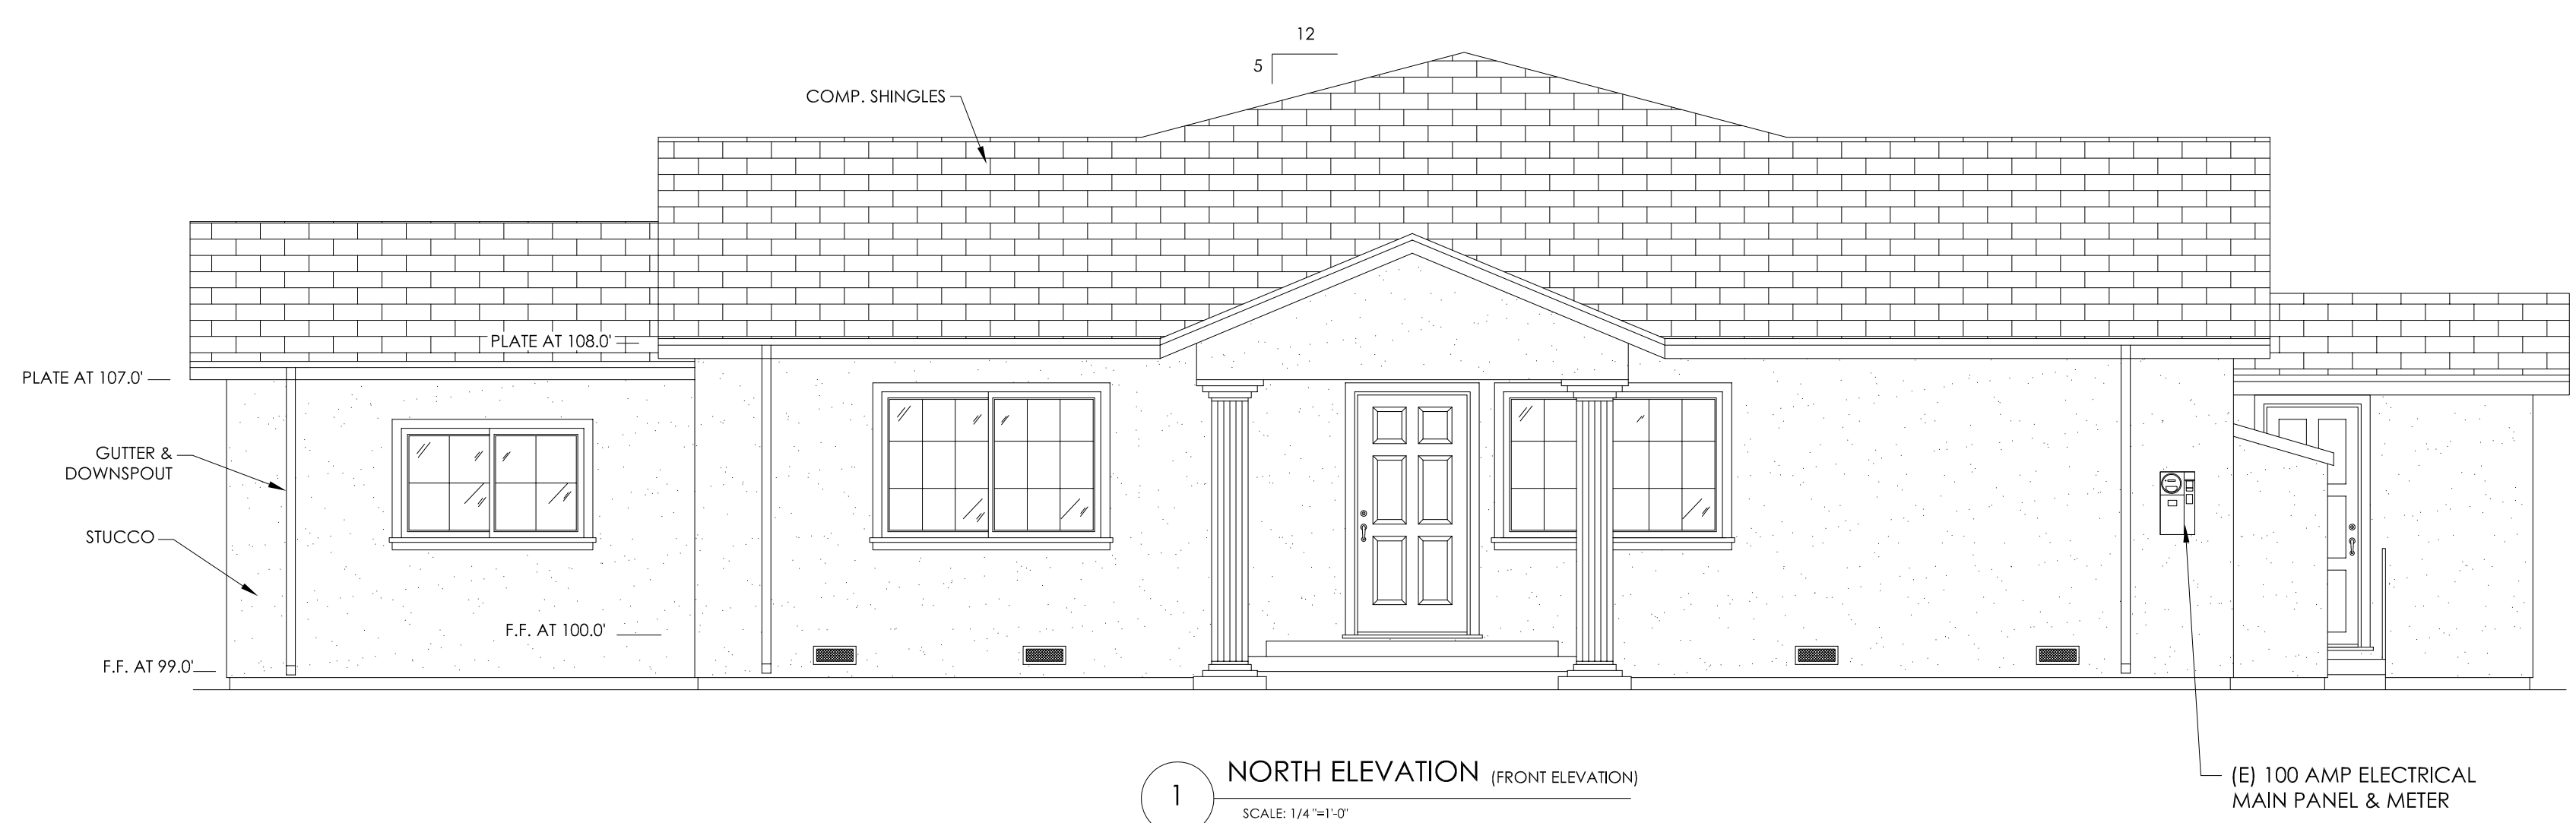 12
5
COMP. SHINGLES
PLATE AT 108.0'
PLATE AT 107.0'
GUTTER &
DOWNSPOUT
STUCCO
F.F. AT 100.0'
F.F. AT 99.0'
1
NORTH ELEVATION (FRONT ELEVATION)
SCALE: 1/4"=1'-0"
(E) 100 AMP ELECTRICAL
MAIN PANEL & METER